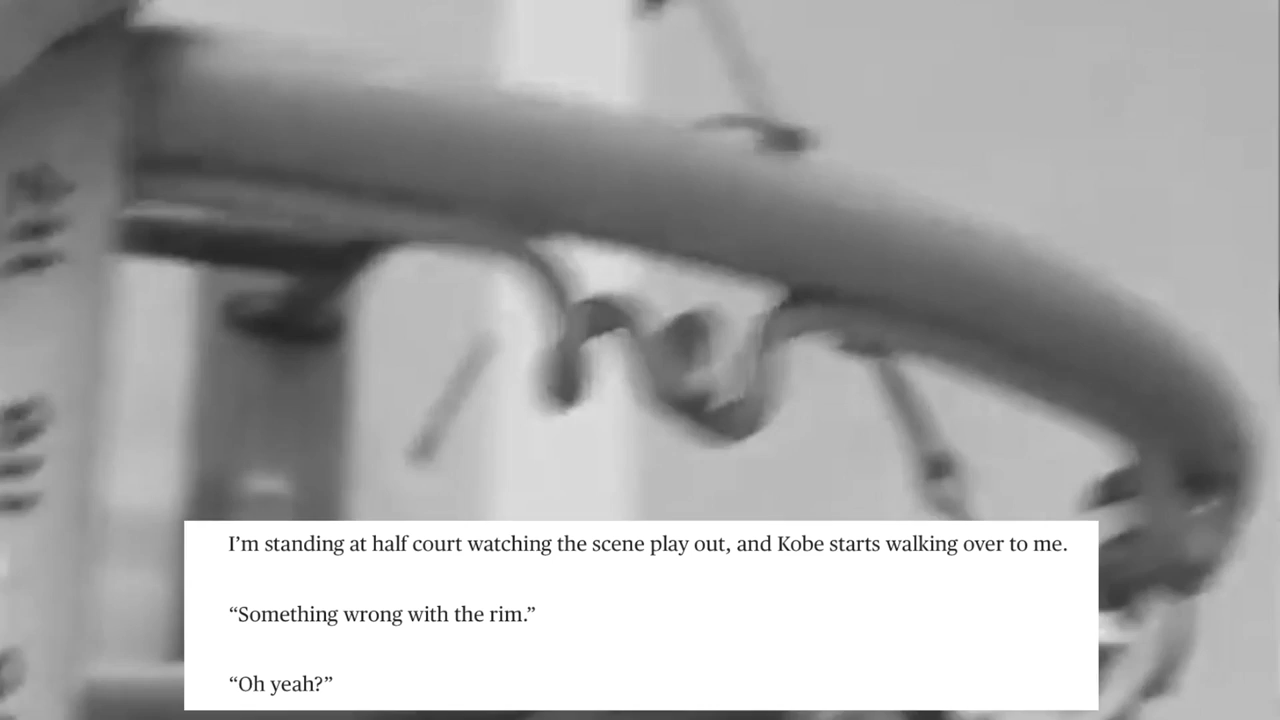 I’m standing at half court watching the scene play out, and Kobe starts walking over to me.
“Something wrong with the rim.”
“Oh yeah?”